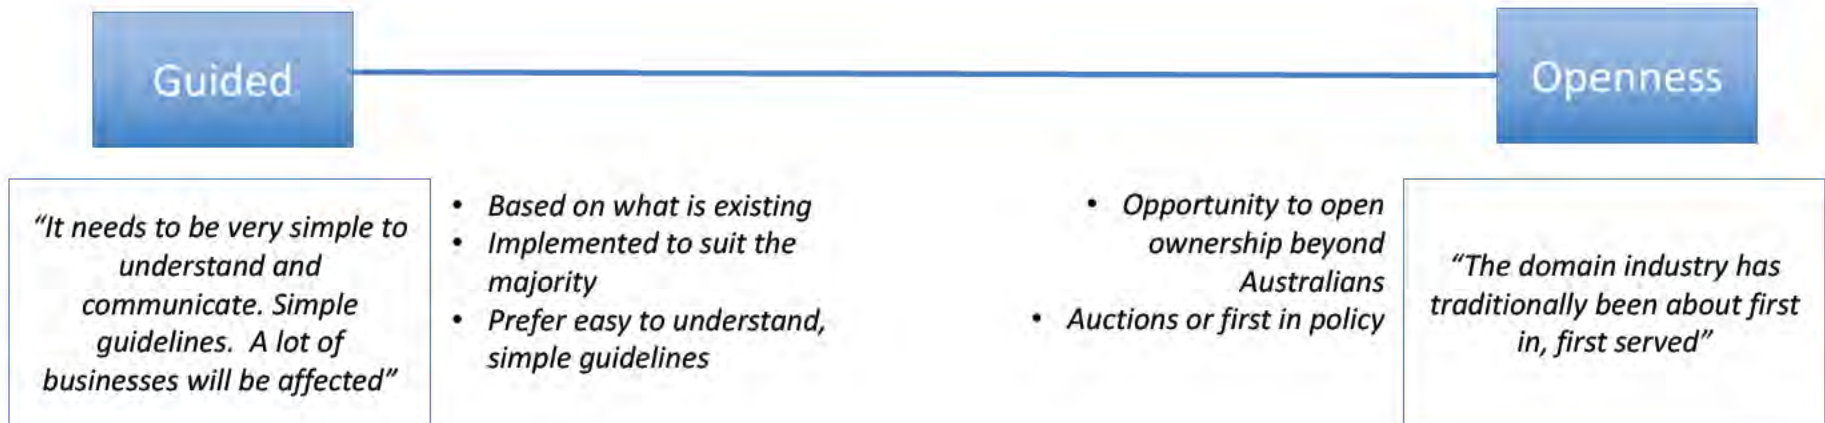 Guided
Openness
“It needs to be very simple to
understand and
communicate. Simple
guidelines.  A lot of
businesses will be affected”
• Based on what is existing
• Implemented to suit the
majority
• Prefer easy to understand,
simple guidelines
• Opportunity to open
ownership beyond
Australians
• Auctions or first in policy
“The domain industry has
traditionally been about first
in, first served”